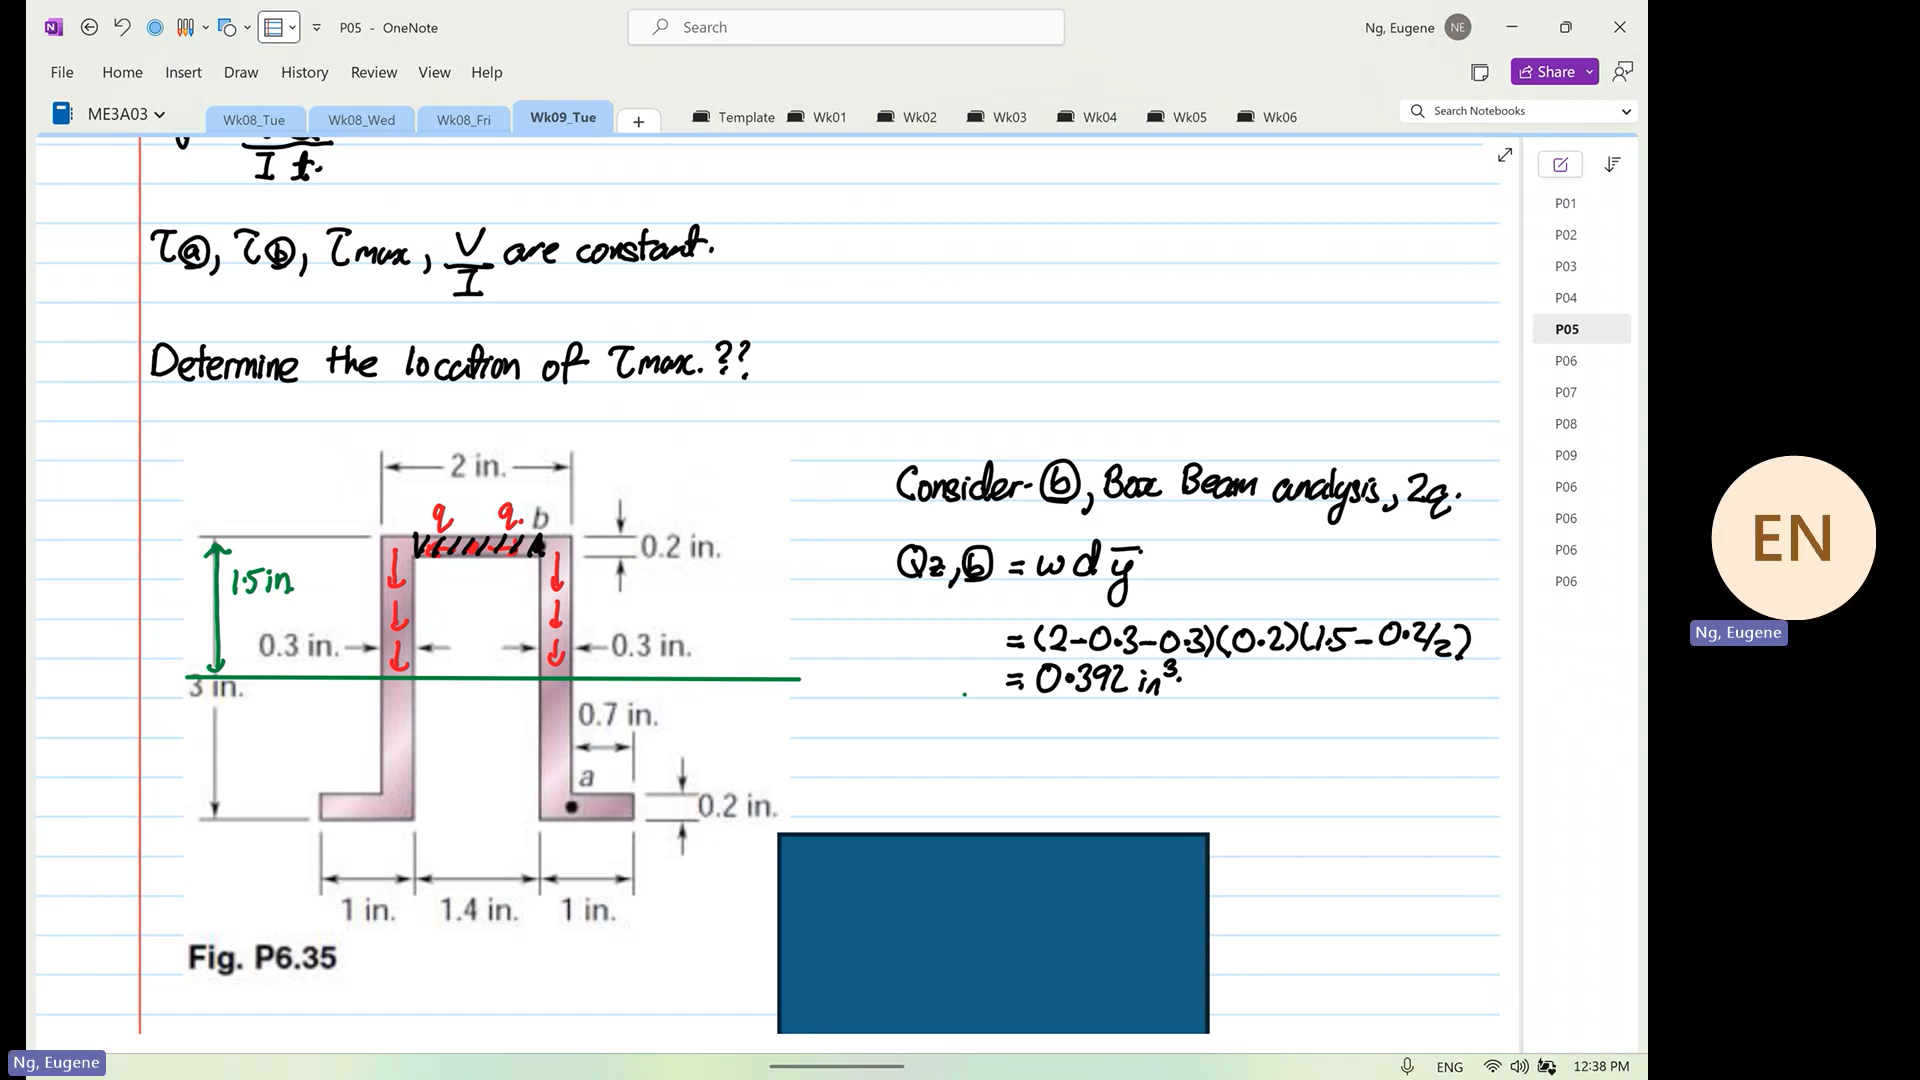 P05 - OneNote
Search
Ng, Eugene
NE
File Home Insert Draw History Review View Help
Share
ME3A03
Wk08_Tue Wk08_Wed Wk08_Fri Wk09_Tue + Template Wk01 Wk02 Wk03 Wk04 Wk05 Wk06
Search Notebooks
I t.
τⓐ, τⓑ, τmax, V/I are constant.
Determine the location of τmax.??
2 in.
q q. b
0.2 in.
1.5in
0.3 in. 0.3 in.
3 in.
0.7 in.
a
0.2 in.
1 in. 1.4 in. 1 in.
Fig. P6.35
Consider ⓑ, Box Beam analysis, 2q.
Qz,ⓑ = w d ȳ
= (2-0.3-0.3)(0.2)(1.5-0.2/2)
= 0.392 in³.
P01
P02
P03
P04
P05
P06
P07
P08
P09
P06
P06
P06
P06
EN
Ng, Eugene
Ng, Eugene
ENG
12:38 PM